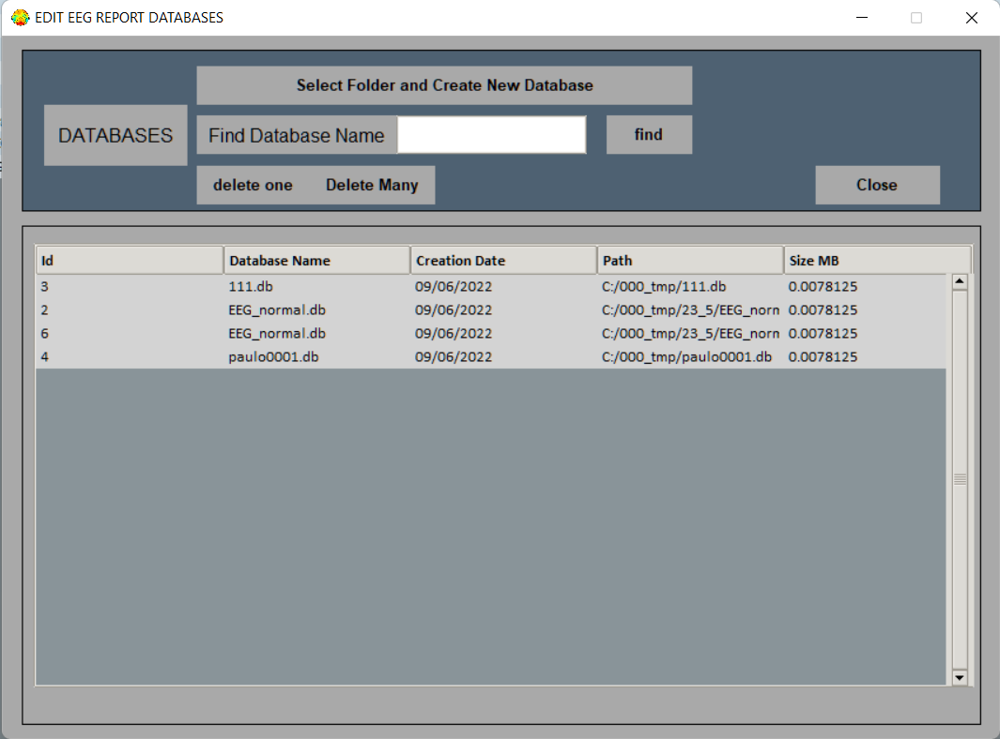 EDIT EEG REPORT DATABASES
Select Folder and Create New Database
DATABASES Find Database Name find
delete one Delete Many Close
Id Database Name Creation Date Path Size MB
3 111.db 09/06/2022 C:/000_tmp/111.db 0.0078125
2 EEG_normal.db 09/06/2022 C:/000_tmp/23_5/EEG_norn 0.0078125
6 EEG_normal.db 09/06/2022 C:/000_tmp/23_5/EEG_norn 0.0078125
4 paulo0001.db 09/06/2022 C:/000_tmp/paulo0001.db 0.0078125